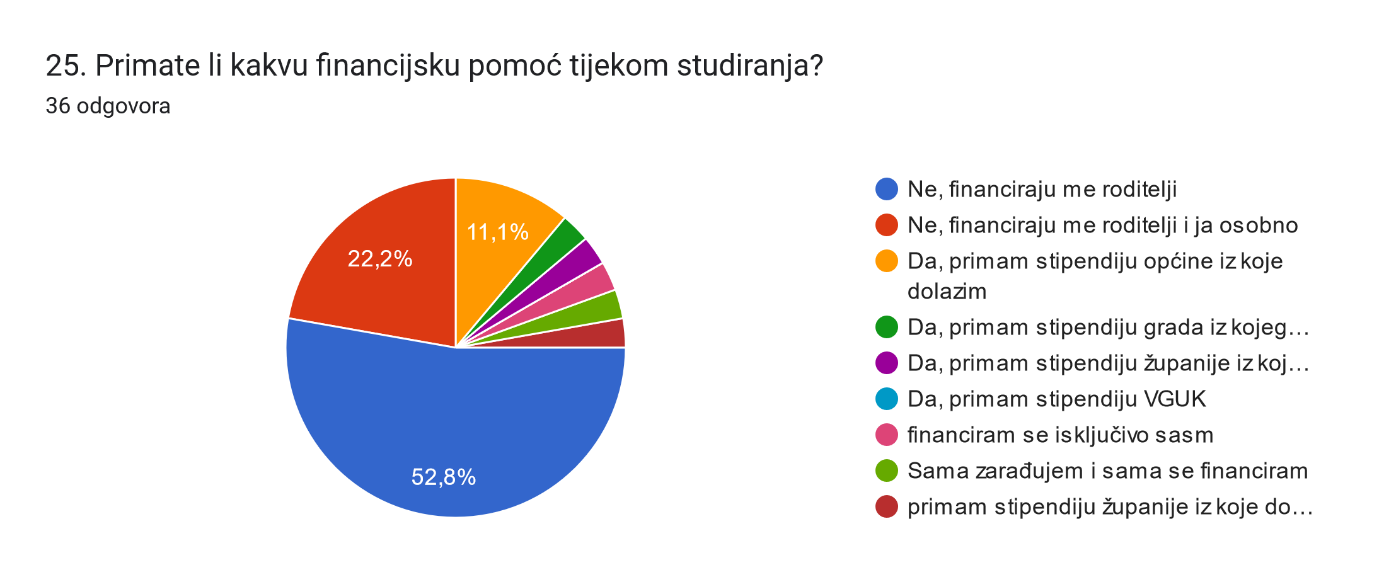 25. Primate li kakvu financijsku pomoć tijekom studiranja?
36 odgovora
11,1%
22,2%
52,8%
Ne, financiraju me roditelji
Ne, financiraju me roditelji i ja osobno
Da, primam stipendiju općine iz koje
dolazim
Da, primam stipendiju grada iz kojeg…
Da, primam stipendiju županije iz koj…
Da, primam stipendiju VGUK
financiram se isključivo sasm
Sama zarađujem i sama se financiram
primam stipendiju županije iz koje do…